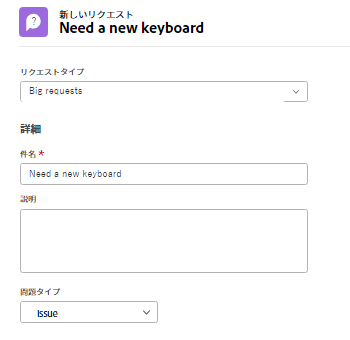 新しいリクエスト
Need a new keyboard
リクエストタイプ
Big requests
詳細
件名 *
Need a new keyboard
説明
問題タイプ
Issue